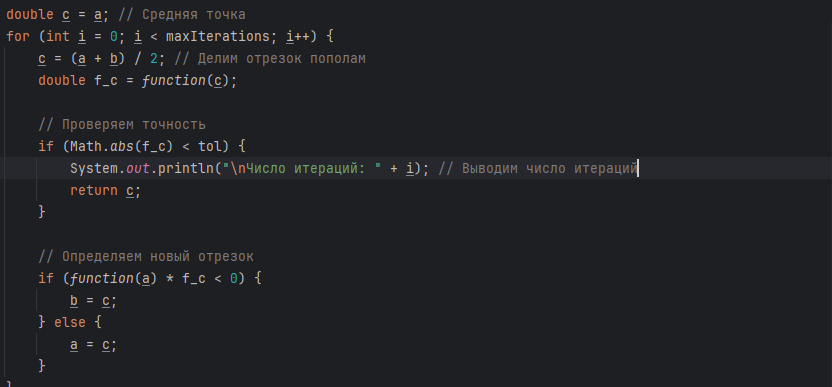 double c = a; // Средняя точка
for (int i = 0; i < maxIterations; i++) {
    c = (a + b) / 2; // Делим отрезок пополам
    double f_c = function(c);

    // Проверяем точность
    if (Math.abs(f_c) < tol) {
        System.out.println("\nЧисло итераций: " + i); // Выводим число итераций
        return c;
    }

    // Определяем новый отрезок
    if (function(a) * f_c < 0) {
        b = c;
    } else {
        a = c;
    }
}